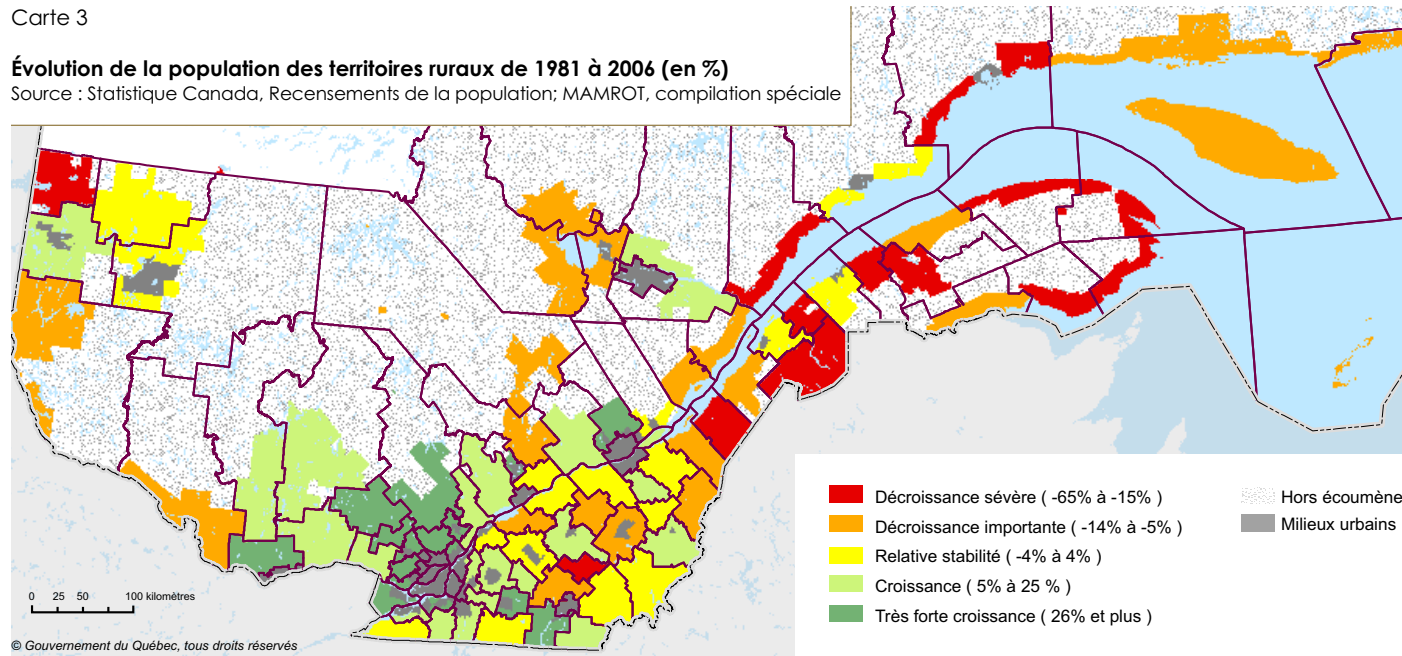 Carte 3
Évolution de la population des territoires ruraux de 1981 à 2006 (en %)
Source : Statistique Canada, Recensements de la population; MAMROT, compilation spéciale
Décroissance sévère ( -65% à -15% )
Décroissance importante ( -14% à -5% )
Relative stabilité ( -4% à 4% )
Croissance ( 5% à 25 % )
Très forte croissance ( 26% et plus )
Hors écoumène
Milieux urbains
0 25 50 100 kilomètres
© Gouvernement du Québec, tous droits réservés